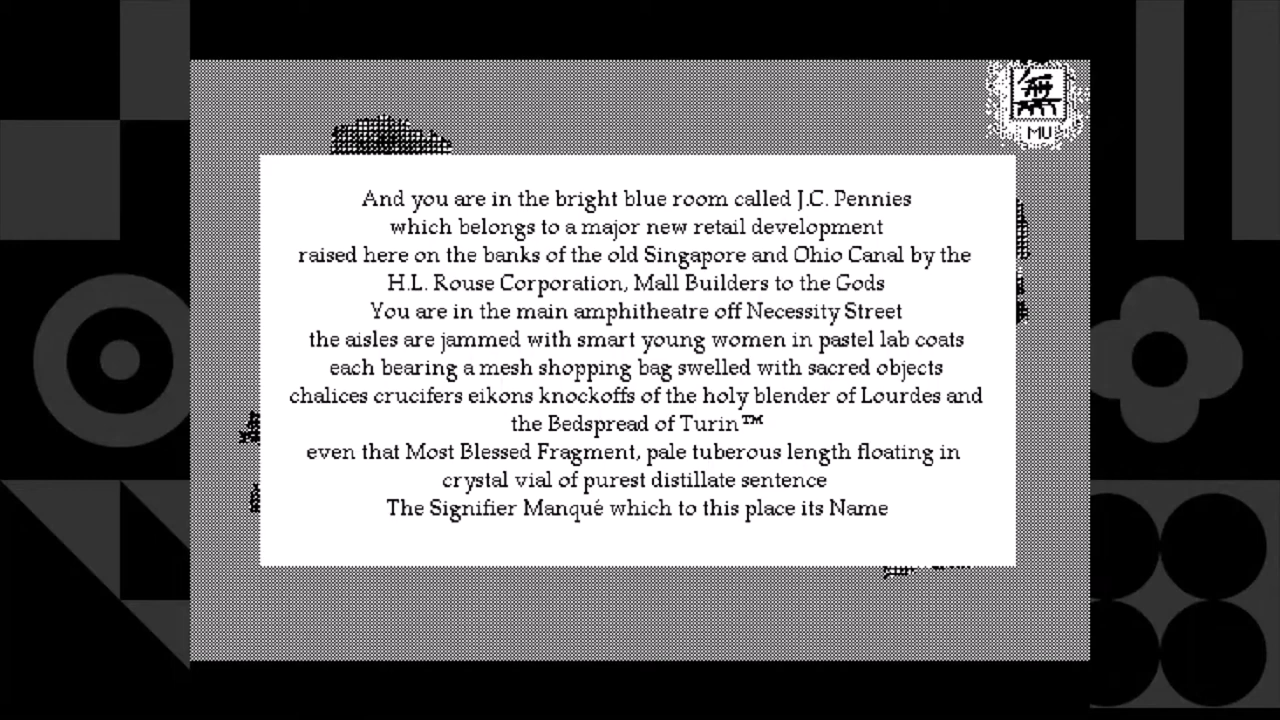 無
MU
And you are in the bright blue room called J.C. Pennies
which belongs to a major new retail development
raised here on the banks of the old Singapore and Ohio Canal by the
H.L. Rouse Corporation, Mall Builders to the Gods
You are in the main amphitheatre off Necessity Street
the aisles are jammed with smart young women in pastel lab coats
each bearing a mesh shopping bag swelled with sacred objects
chalices crucifers eikons knockoffs of the holy blender of Lourdes and
the Bedspread of Turin™
even that Most Blessed Fragment, pale tuberous length floating in
crystal vial of purest distillate sentence
The Signifier Manqué which to this place its Name